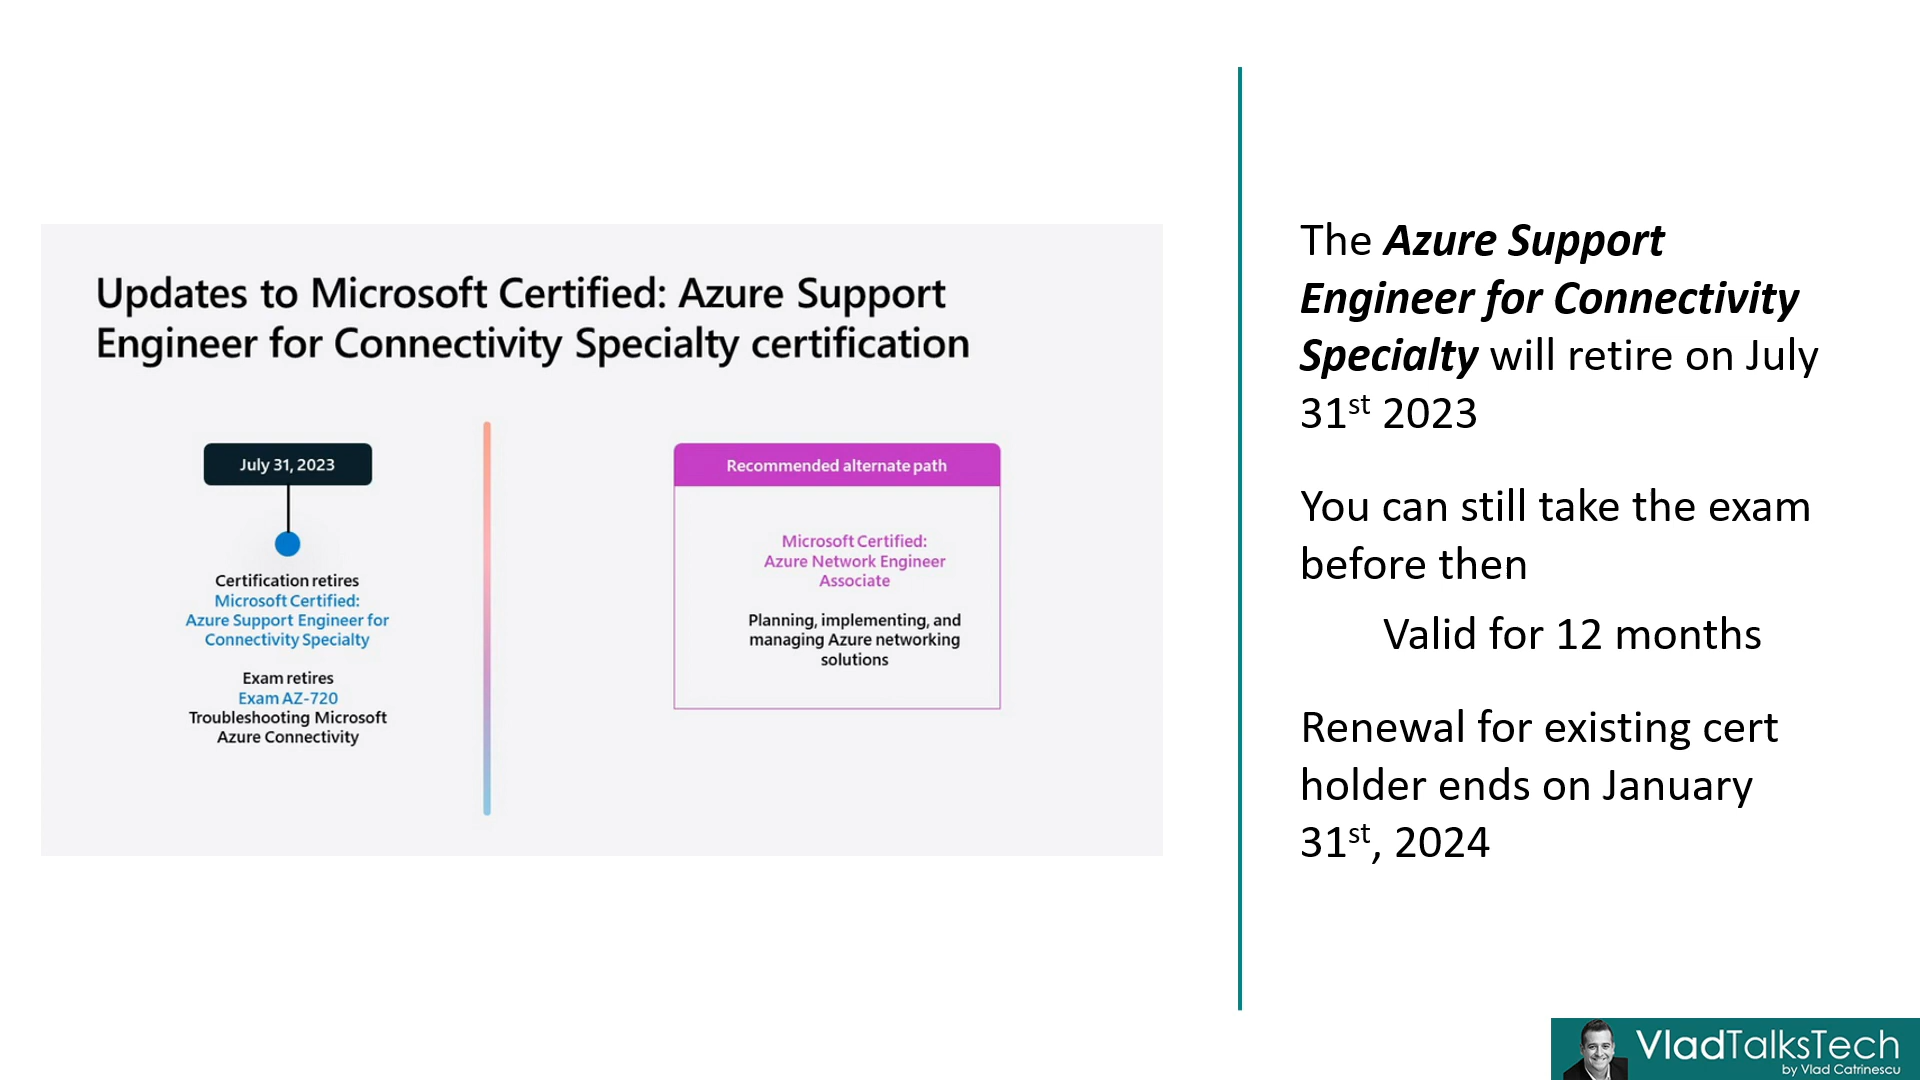 Updates to Microsoft Certified: Azure Support
Engineer for Connectivity Specialty certification
July 31, 2023
Certification retires
Microsoft Certified:
Azure Support Engineer for
Connectivity Specialty
Exam retires
Exam AZ-720
Troubleshooting Microsoft
Azure Connectivity
Recommended alternate path
Microsoft Certified:
Azure Network Engineer
Associate
Planning, implementing, and
managing Azure networking
solutions
The Azure Support
Engineer for Connectivity
Specialty will retire on July
31st 2023
You can still take the exam
before then
Valid for 12 months
Renewal for existing cert
holder ends on January
31st, 2024
VladTalksTech
by Vlad Catrinescu